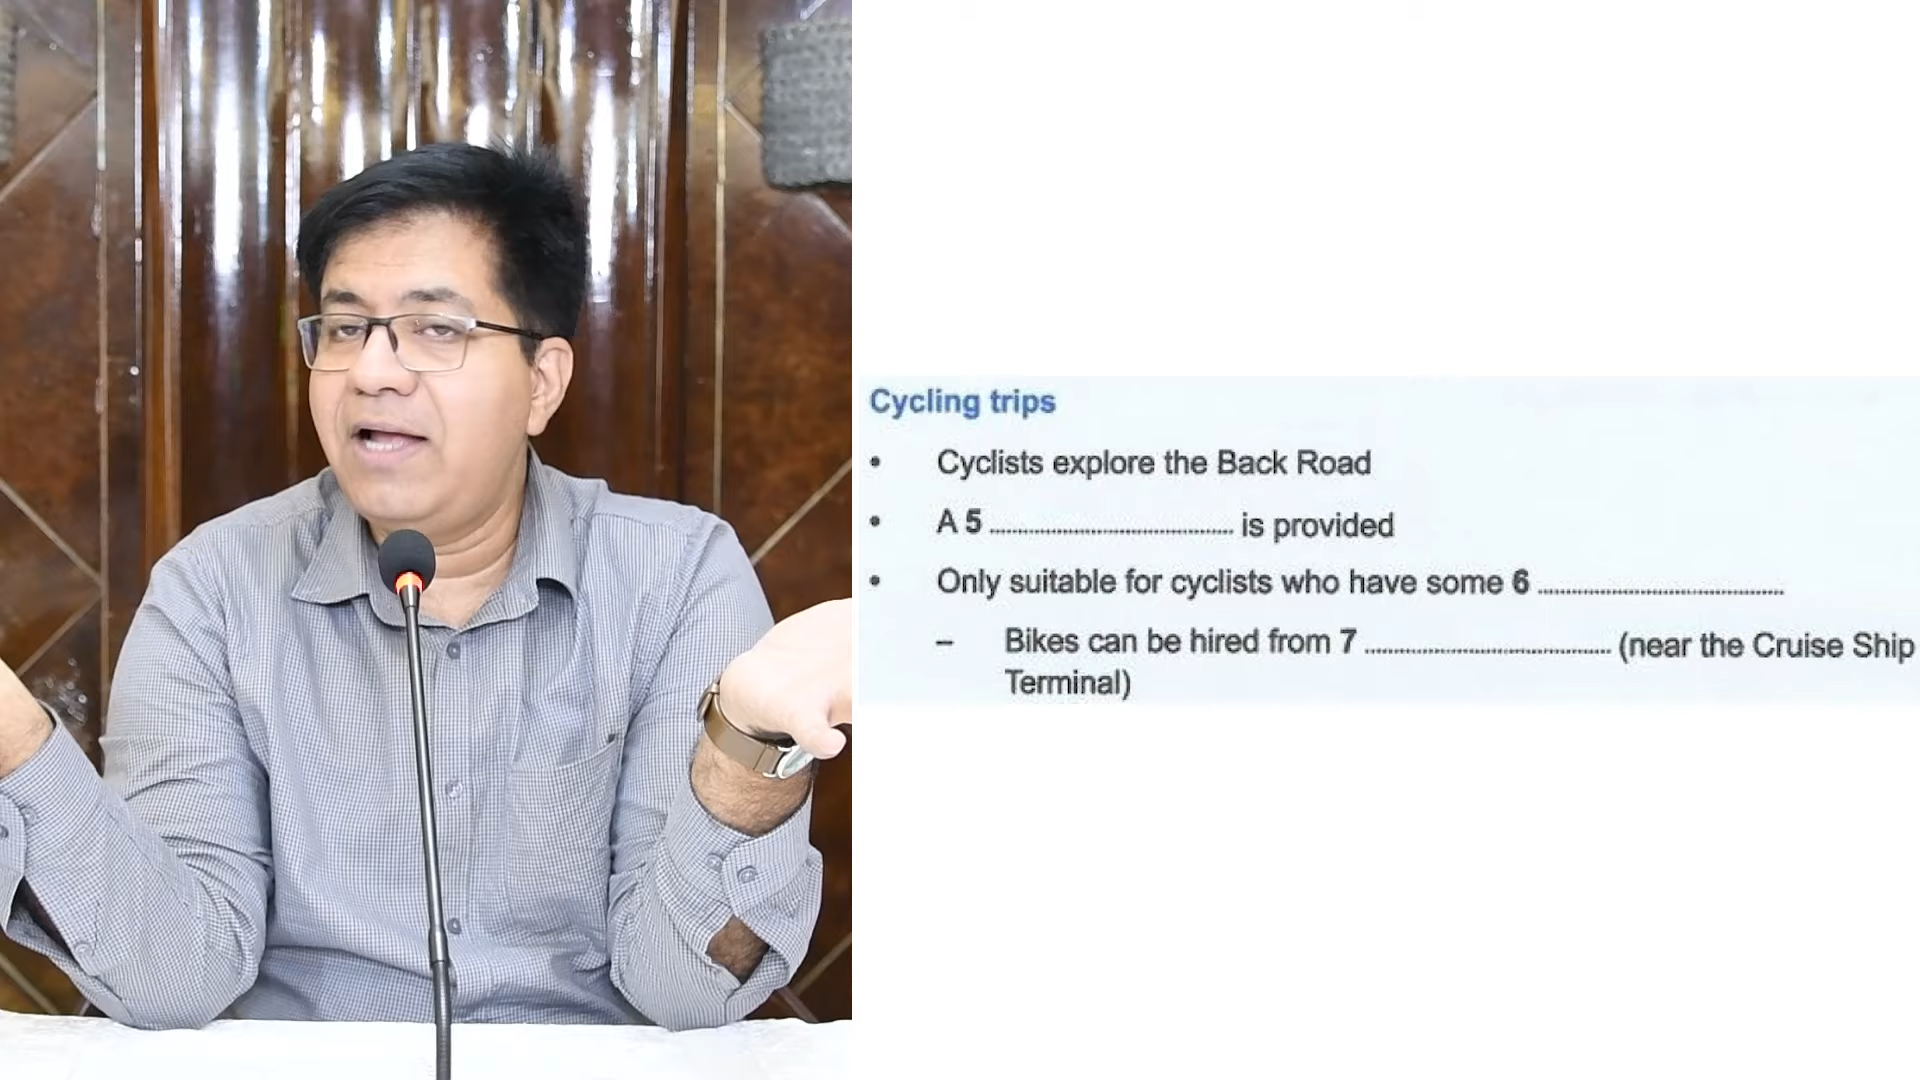 Cycling trips
• Cyclists explore the Back Road
• A 5 ........................................ is provided
• Only suitable for cyclists who have some 6 ........................................
– Bikes can be hired from 7 ........................................ (near the Cruise Ship
Terminal)